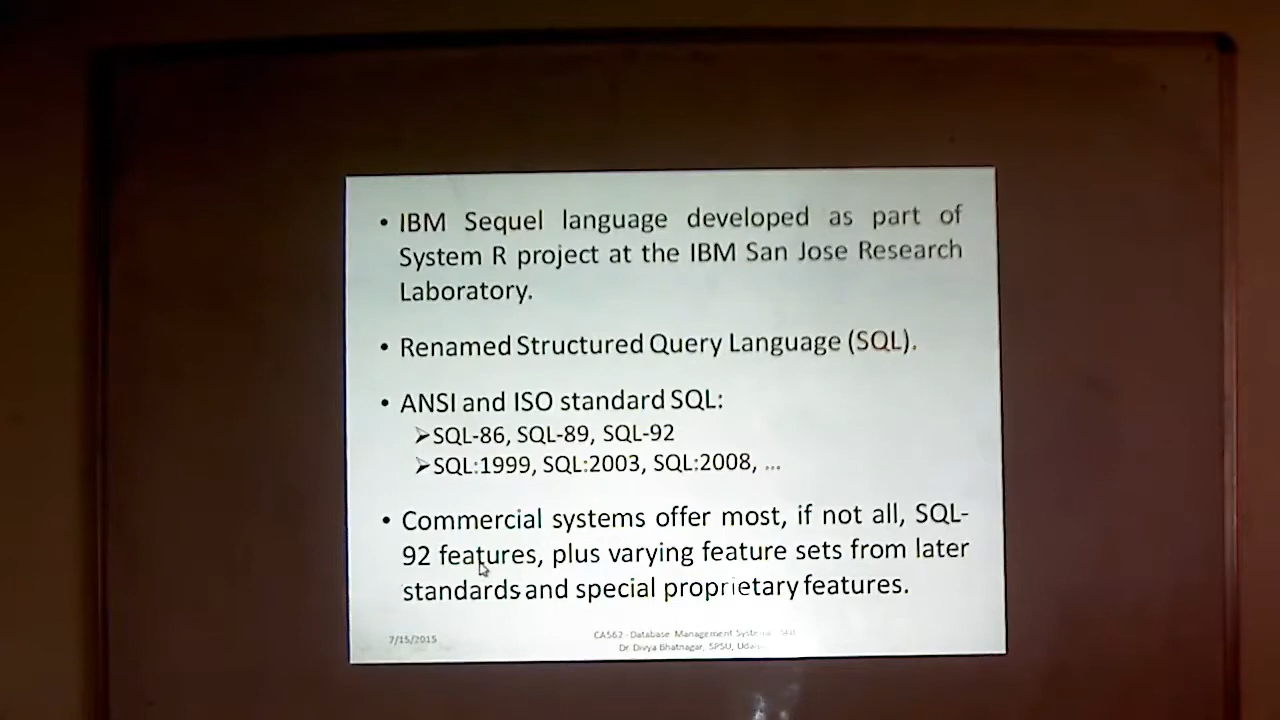 • IBM Sequel language developed as part of
System R project at the IBM San Jose Research
Laboratory.
• Renamed Structured Query Language (SQL).
• ANSI and ISO standard SQL:
➢SQL-86, SQL-89, SQL-92
➢SQL:1999, SQL:2003, SQL:2008, ...
• Commercial systems offer most, if not all, SQL-
92 features, plus varying feature sets from later
standards and special proprietary features.
7/15/2015
CA562 - Database Management
Dr. Divya Bhatnagar, SPSU,